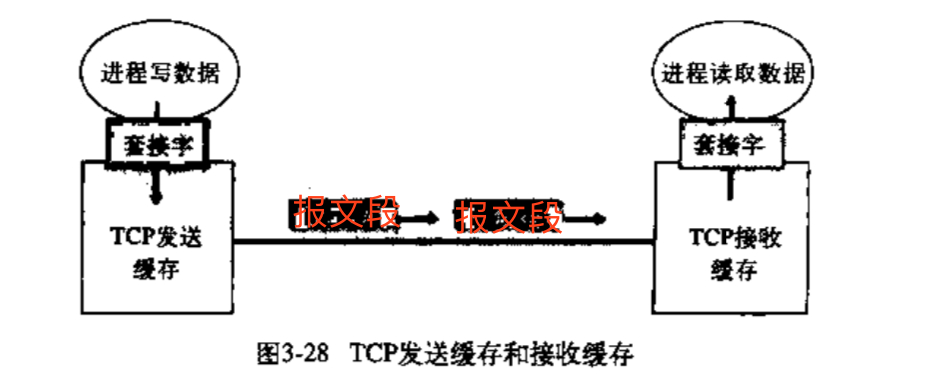 进程写数据
进程读取数据
套接字
套接字
报文段
报文段
TCP发送
缓存
TCP接收
缓存
图3-28 TCP发送缓存和接收缓存